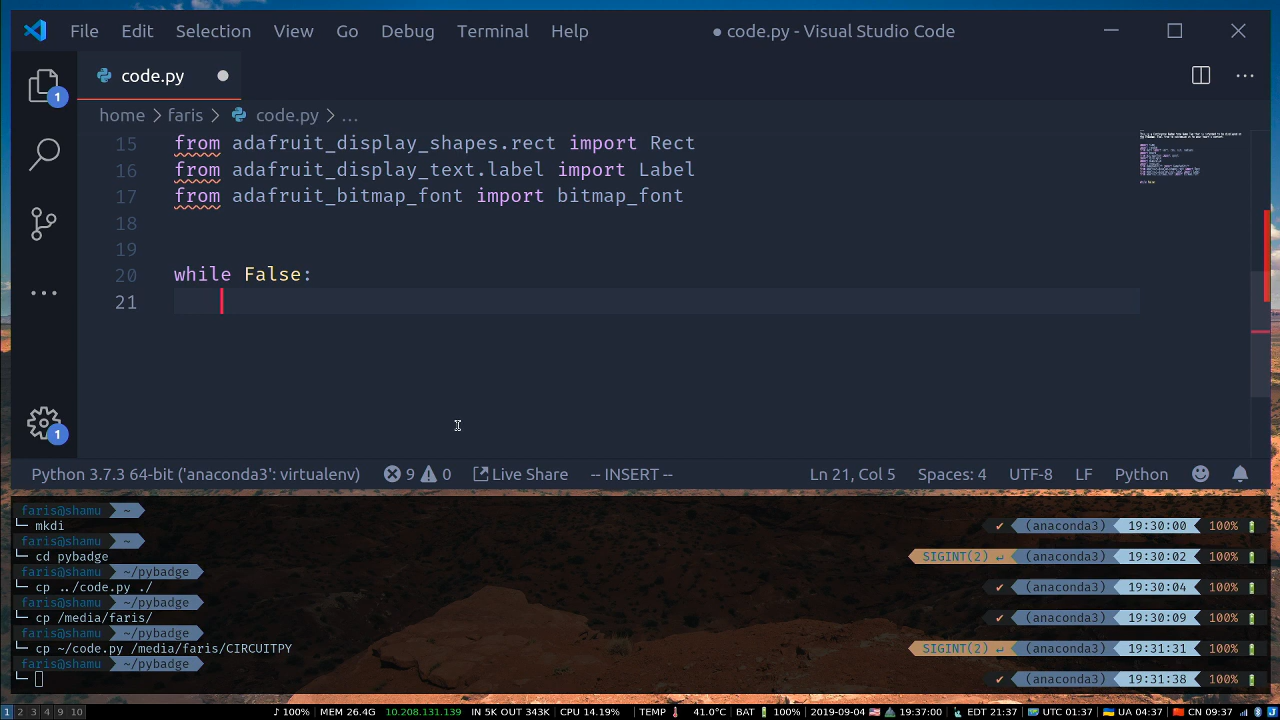 File Edit Selection View Go Debug Terminal Help ● code.py - Visual Studio Code
code.py
1
home > faris > code.py > ...
15 from adafruit_display_shapes.rect import Rect
16 from adafruit_display_text.label import Label
17 from adafruit_bitmap_font import bitmap_font
18
19
20 while False:
21
1
Python 3.7.3 64-bit ('anaconda3': virtualenv) 9 0 Live Share -- INSERT -- Ln 21, Col 5 Spaces: 4 UTF-8 LF Python
faris@shamu ~
mkdi ✔ (anaconda3) 19:30:00 100%
faris@shamu ~
cd pybadge SIGINT(2) ↵ (anaconda3) 19:30:02 100%
faris@shamu ~/pybadge
cp ../code.py ./ ✔ (anaconda3) 19:30:04 100%
faris@shamu ~/pybadge
cp /media/faris/ ✔ (anaconda3) 19:30:09 100%
faris@shamu ~/pybadge
cp ~/code.py /media/faris/CIRCUITPY SIGINT(2) ↵ (anaconda3) 19:31:31 100%
faris@shamu ~/pybadge
✔ (anaconda3) 19:31:38 100%
1 2 3 4 9 10 ♪ 100% MEM 26.4G 10.208.131.139 IN 5K OUT 343K CPU 14.19% TEMP 41.0°C BAT 100% 2019-09-04 19:37:00 EDT 21:37 UTC 01:37 UA 04:37 CN 09:37